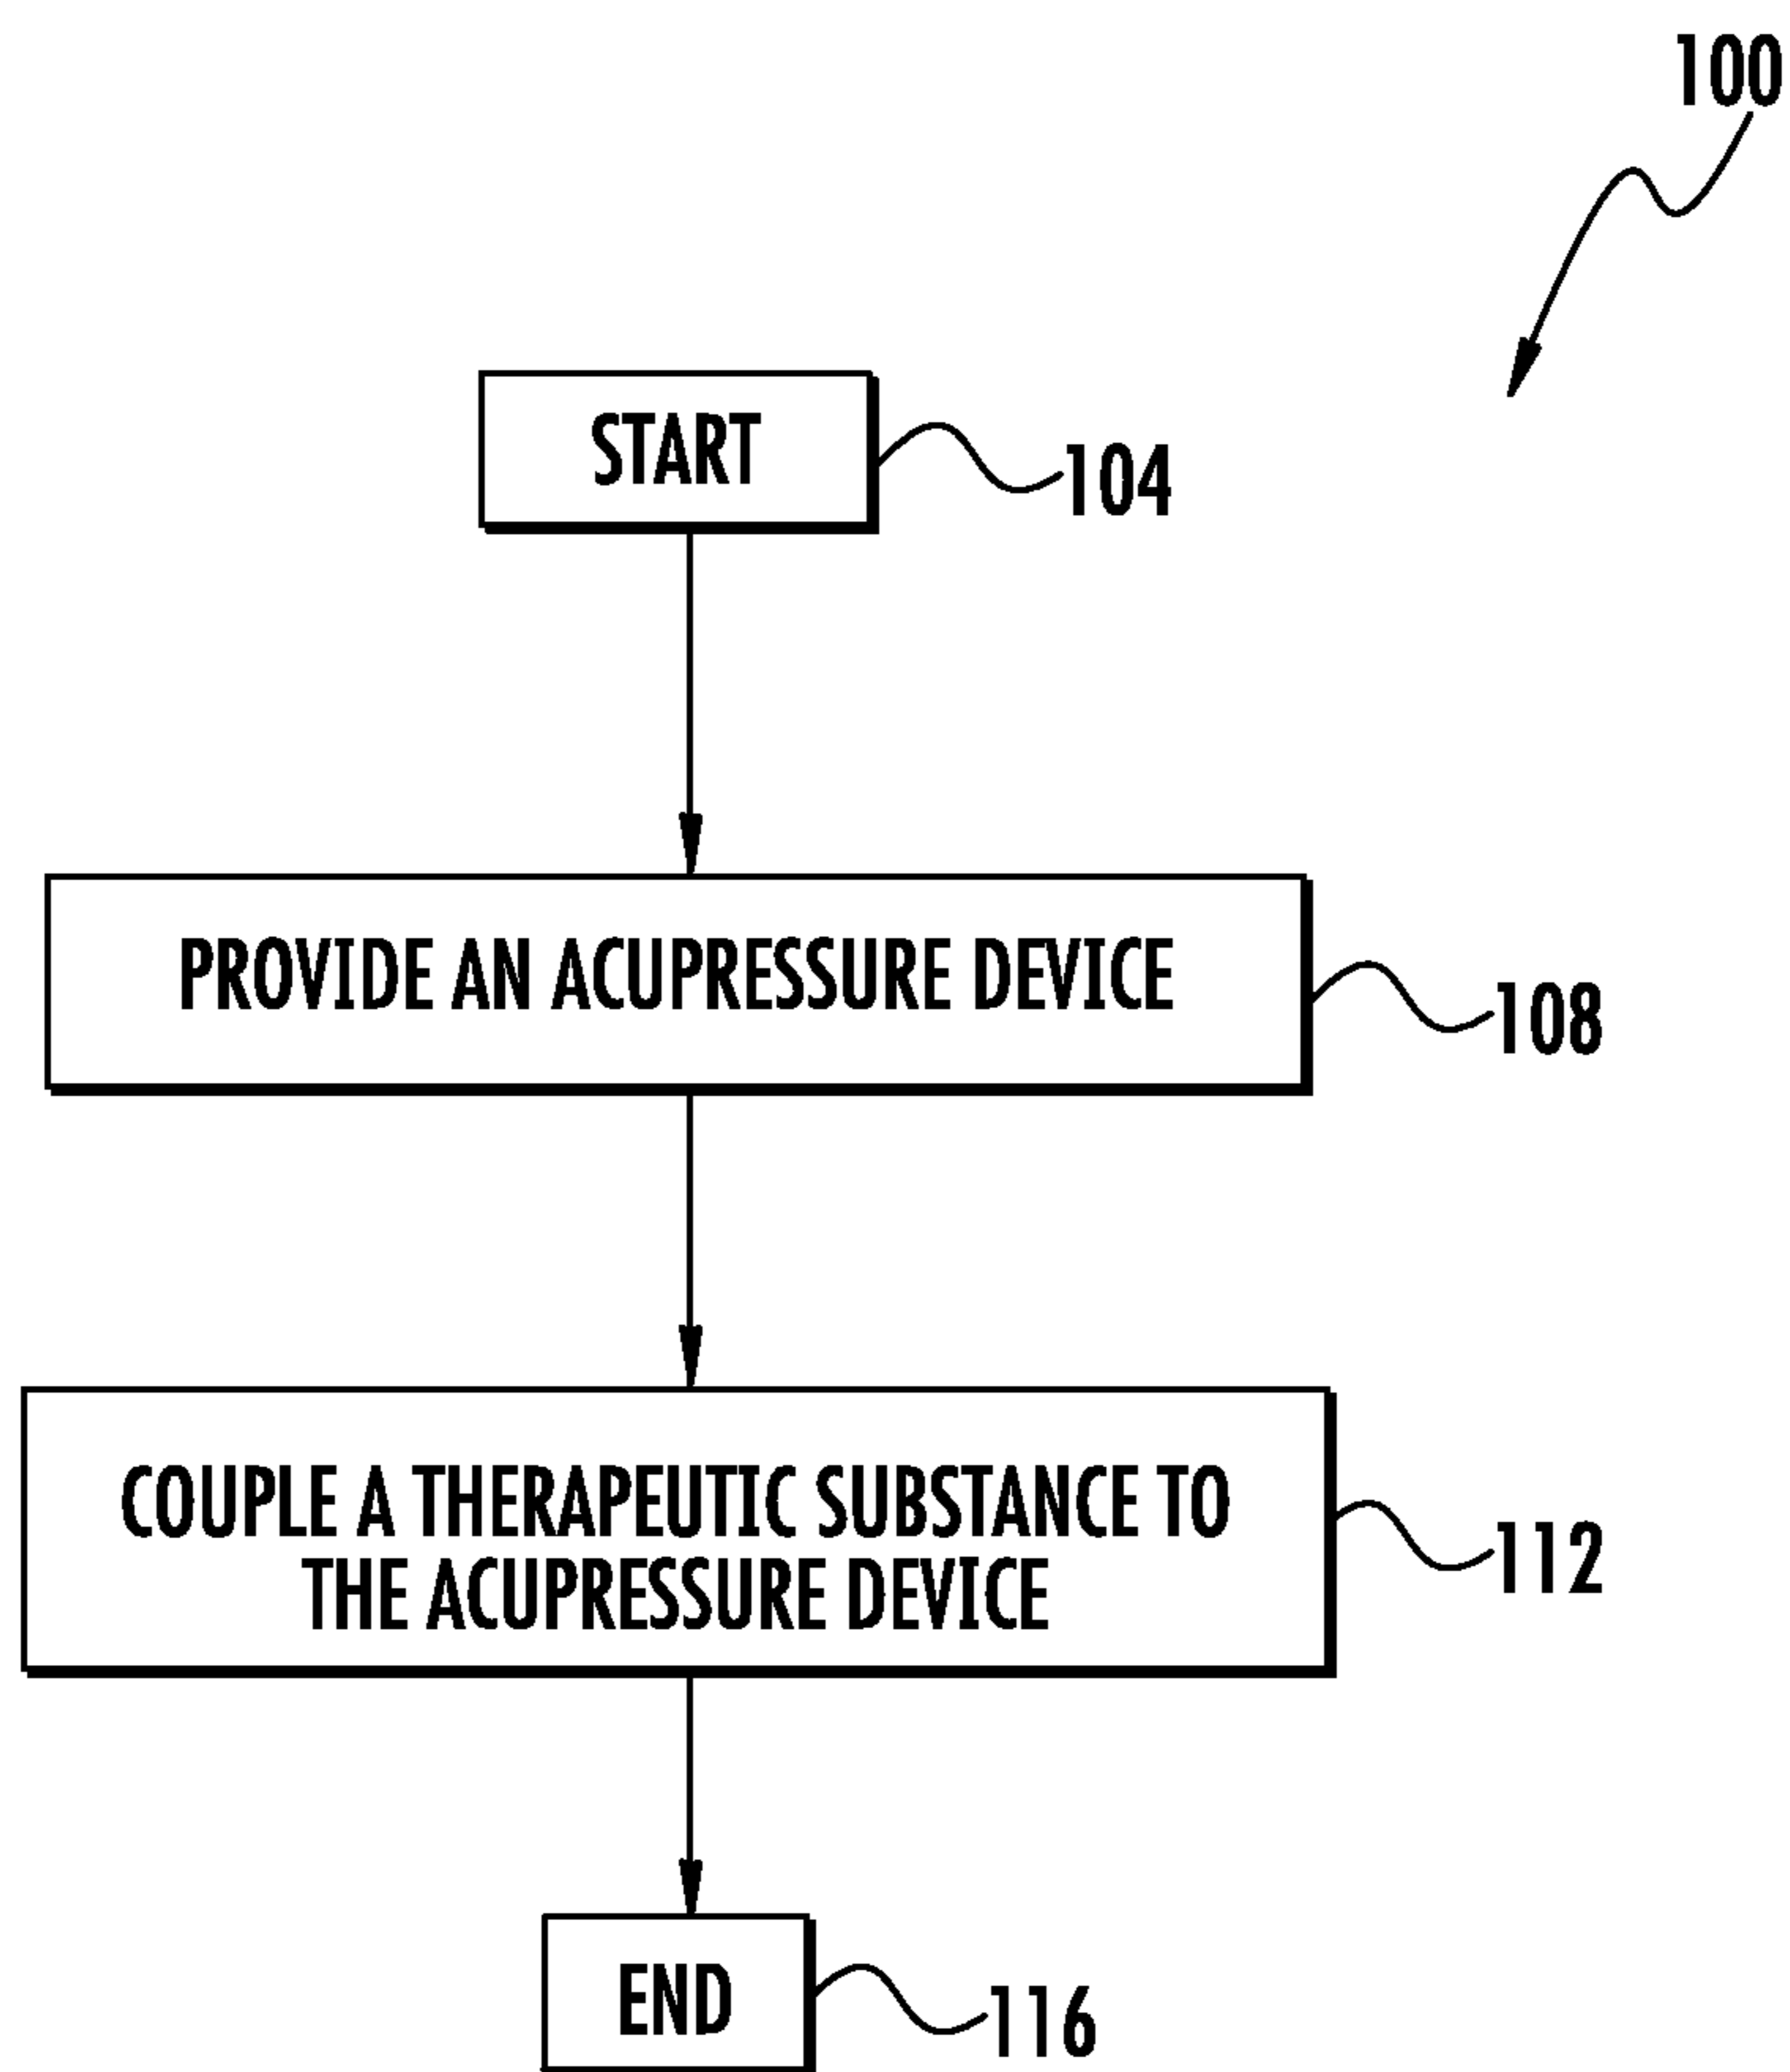 100
START
104
PROVIDE AN ACUPRESSURE DEVICE
108
COUPLE A THERAPEUTIC SUBSTANCE TO
THE ACUPRESSURE DEVICE
112
END
116